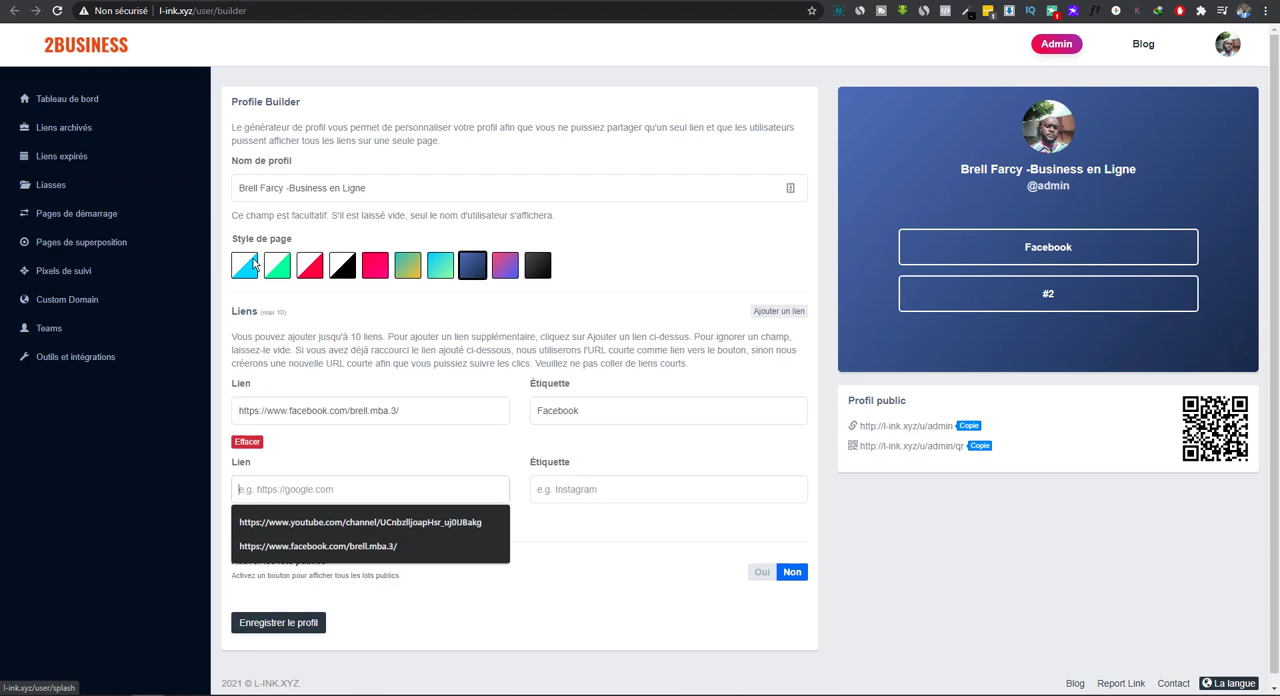 Non sécurisé | l-ink.xyz/user/builder
2BUSINESS
Admin
Blog
Tableau de bord
Liens archivés
Liens expirés
Liasses
Pages de démarrage
Pages de superposition
Pixels de suivi
Custom Domain
Teams
Outils et intégrations
Profile Builder
Le générateur de profil vous permet de personnaliser votre profil afin que vous ne puissiez partager qu'un seul lien et que les utilisateurs
puissent afficher tous les liens sur une seule page.
Nom de profil
Brell Farcy -Business en Ligne
Ce champ est facultatif. S'il est laissé vide, seul le nom d'utilisateur s'affichera.
Style de page
Liens (max 10)
Ajouter un lien
Vous pouvez ajouter jusqu'à 10 liens. Pour ajouter un lien supplémentaire, cliquez sur Ajouter un lien ci-dessus. Pour ignorer un champ,
laissez-le vide. Si vous avez déjà raccourci le lien ajouté ci-dessous, nous utiliserons l'URL courte comme lien vers le bouton, sinon nous
créerons une nouvelle URL courte afin que vous puissiez suivre les clics. Veuillez ne pas coller de liens courts.
Lien
Étiquette
https://www.facebook.com/brell.mba.3/
Facebook
Effacer
Lien
Étiquette
e.g. https://google.com
e.g. Instagram
https://www.youtube.com/channel/UCnbzlljoapHsr_uj0IJBakg
https://www.facebook.com/brell.mba.3/
Activez un bouton pour afficher tous les lots publics.
Oui
Non
Enregistrer le profil
Brell Farcy -Business en Ligne
@admin
Facebook
#2
Profil public
http://l-ink.xyz/u/admin Copie
http://l-ink.xyz/u/admin/qr Copie
2021 © L-INK.XYZ.
Blog
Report Link
Contact
La langue
l-ink.xyz/user/splash